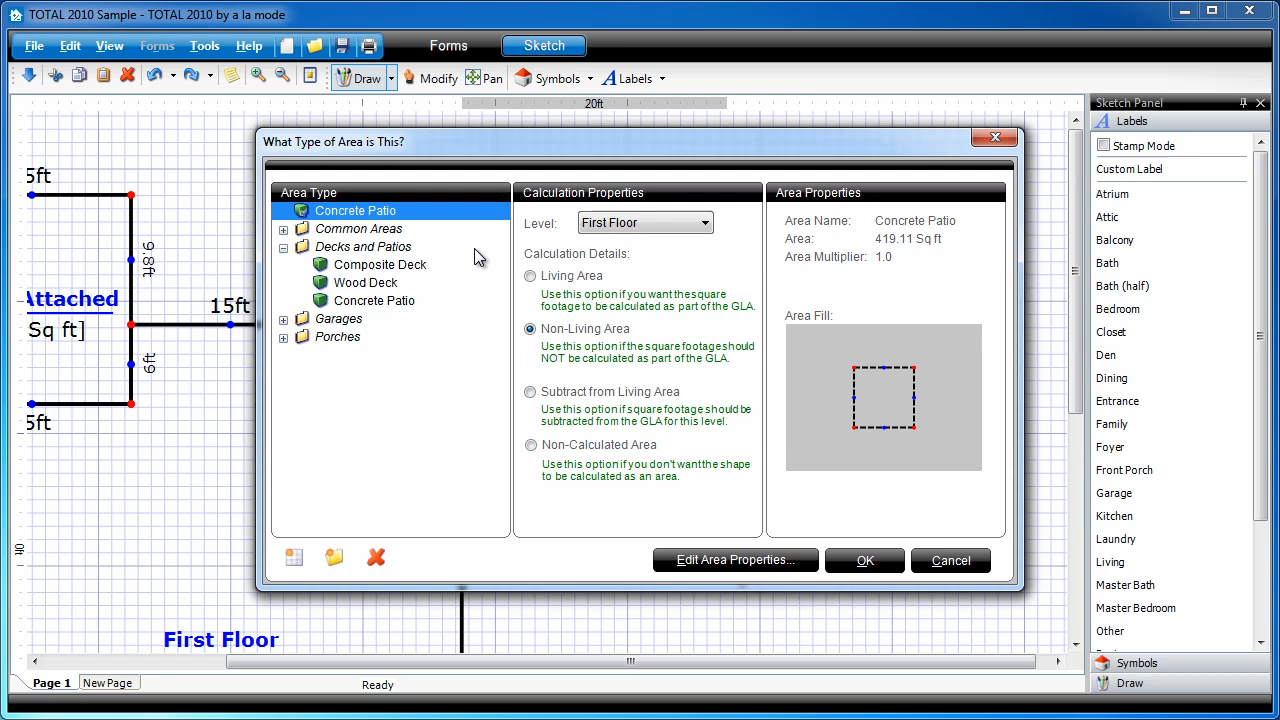 TOTAL 2010 Sample - TOTAL 2010 by a la mode
File Edit View Forms Tools Help Forms Sketch
Draw Modify Pan Symbols Labels
20ft
Sketch Panel
Labels
Stamp Mode
Custom Label
Atrium
Attic
Bath
Bath (half)
Bedroom
Closet
Den
Dining
Entrance
Family
Foyer
Front Porch
Garage
Kitchen
Laundry
Living
Master Bath
Master Bedroom
Other
Symbols
Draw
5ft
9.8ft
Attached
Sq ft]
15ft
6ft
5ft
0ft
First Floor
What Type of Area is This?
Area Type
Concrete Patio
Common Areas
Decks and Patios
Composite Deck
Wood Deck
Concrete Patio
Garages
Porches
Calculation Properties
Level: First Floor
Calculation Details:
Living Area
Use this option if you want the square
footage to be calculated as part of the GLA.
Non-Living Area
Use this option if the square footage should
NOT be calculated as part of the GLA.
Subtract from Living Area
Use this option if square footage should be
subtracted from the GLA for this level.
Non-Calculated Area
Use this option if you don't want the shape
to be calculated as an area.
Area Properties
Area Name: Concrete Patio
Area: 419.11 Sq ft
Area Multiplier: 1.0
Area Fill:
Edit Area Properties... OK Cancel
Page 1 New Page Ready